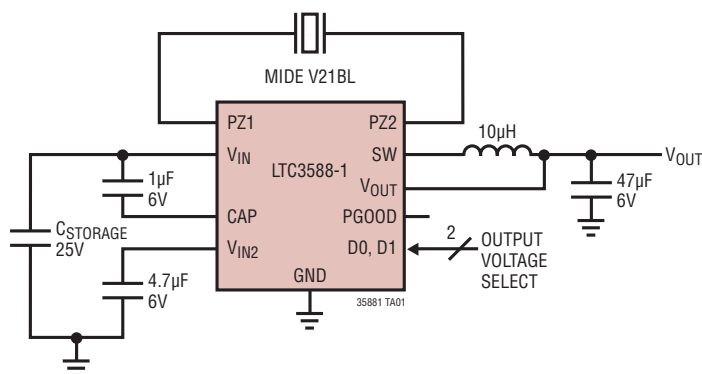 MIDE V21BL
PZ1
PZ2
VIN
SW
LTC3588-1
VOUT
CAP
PGOOD
VIN2
D0, D1
GND
10µH
VOUT
1µF
6V
47µF
6V
CSTORAGE
25V
4.7µF
6V
2
OUTPUT
VOLTAGE
SELECT
35881 TA01